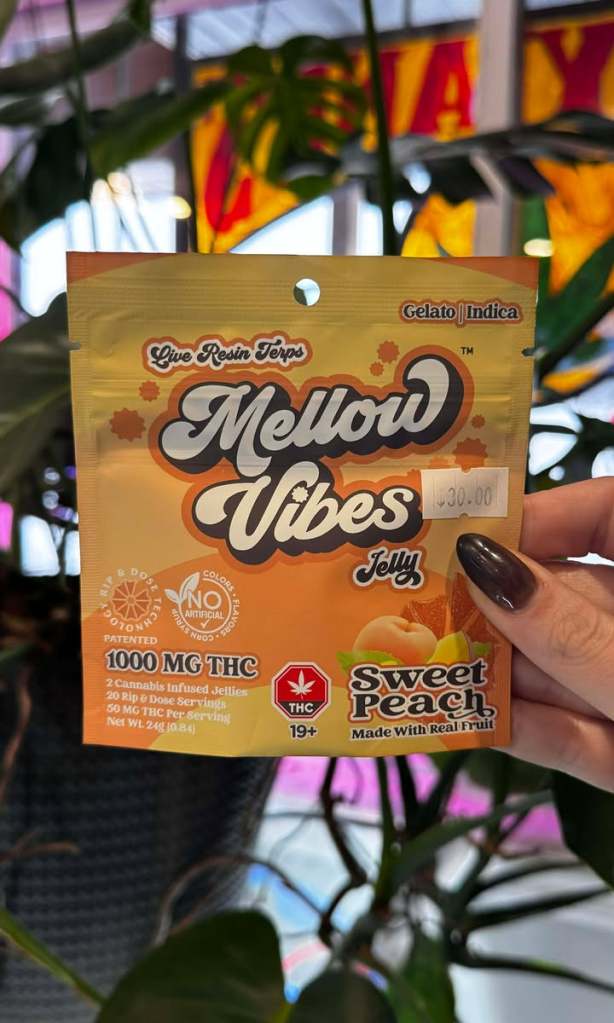 WAY
Gelato | Indica
Live Resin Terps
Mellow™
Vibes
$30.00
Jelly
RIP & DOSE TECHNOLOGY
PATENTED
NO
ARTIFICIAL
COLORS • FLAVORS • CORN SYRUP
1000 MG THC
2 Cannabis Infused Jellies
20 Rip & Dose Servings
50 MG THC Per Serving
Net Wt. 24g (0.84)
THC
19+
Sweet
Peach
Made With Real Fruit